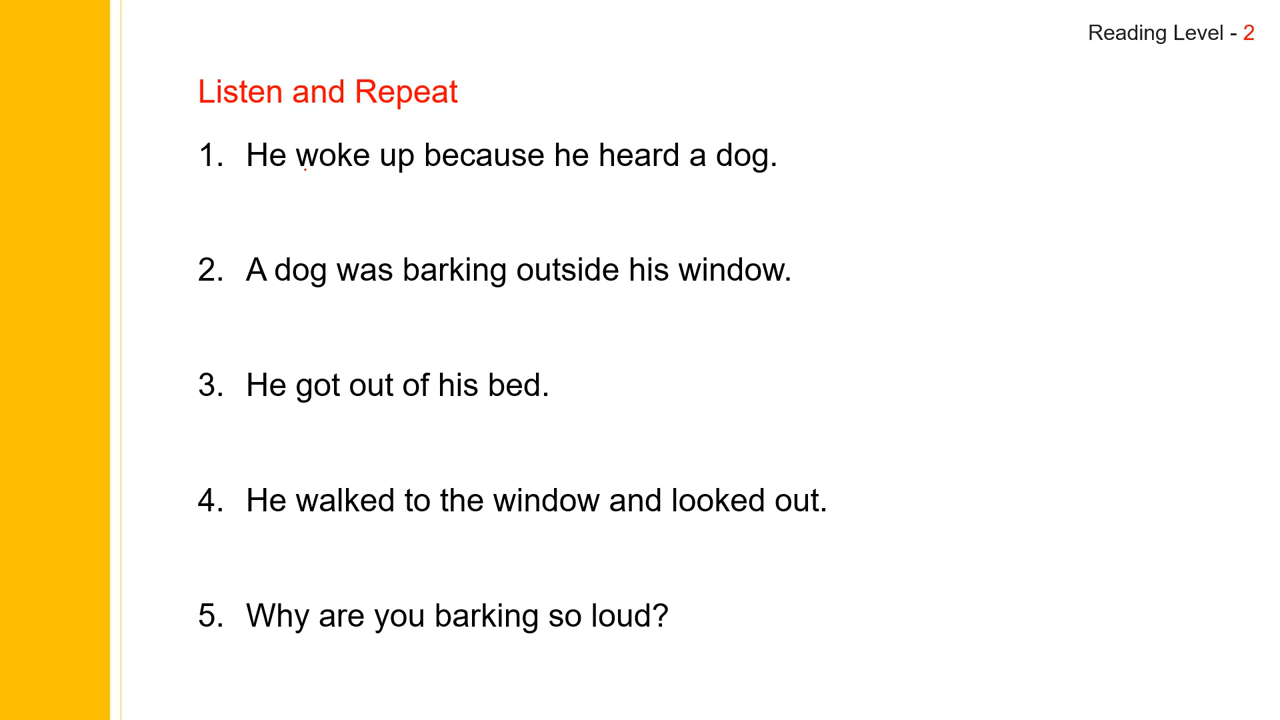 Reading Level - 2
Listen and Repeat
1. He woke up because he heard a dog.
2. A dog was barking outside his window.
3. He got out of his bed.
4. He walked to the window and looked out.
5. Why are you barking so loud?